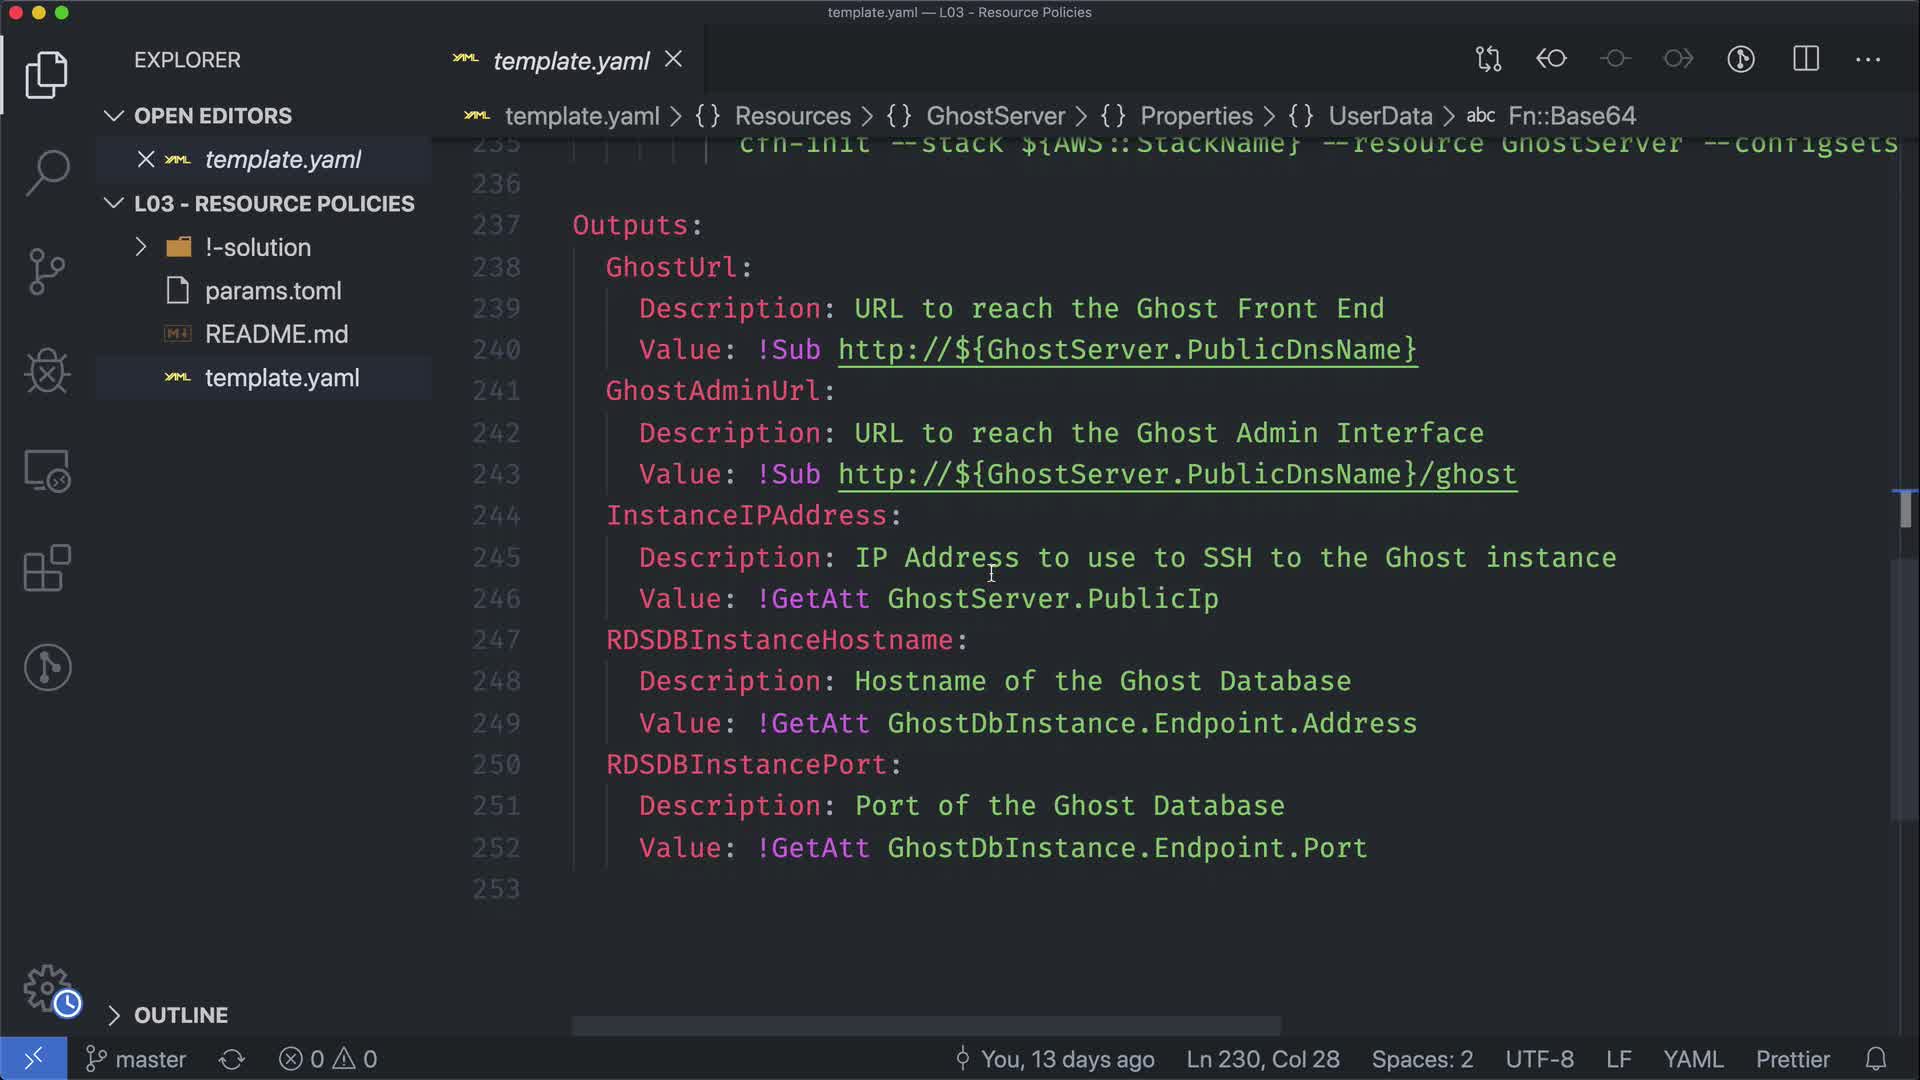 template.yaml — L03 - Resource Policies
EXPLORER
template.yaml
OPEN EDITORS
template.yaml > {} Resources > {} GhostServer > {} Properties > {} UserData > abc Fn::Base64
template.yaml
L03 - RESOURCE POLICIES
!-solution
params.toml
README.md
template.yaml
235 cfn-init --stack ${AWS::StackName} --resource GhostServer --configsets
236
237 Outputs:
238 GhostUrl:
239 Description: URL to reach the Ghost Front End
240 Value: !Sub http://${GhostServer.PublicDnsName}
241 GhostAdminUrl:
242 Description: URL to reach the Ghost Admin Interface
243 Value: !Sub http://${GhostServer.PublicDnsName}/ghost
244 InstanceIPAddress:
245 Description: IP Address to use to SSH to the Ghost instance
246 Value: !GetAtt GhostServer.PublicIp
247 RDSDBInstanceHostname:
248 Description: Hostname of the Ghost Database
249 Value: !GetAtt GhostDbInstance.Endpoint.Address
250 RDSDBInstancePort:
251 Description: Port of the Ghost Database
252 Value: !GetAtt GhostDbInstance.Endpoint.Port
253
OUTLINE
master 0 0 You, 13 days ago Ln 230, Col 28 Spaces: 2 UTF-8 LF YAML Prettier